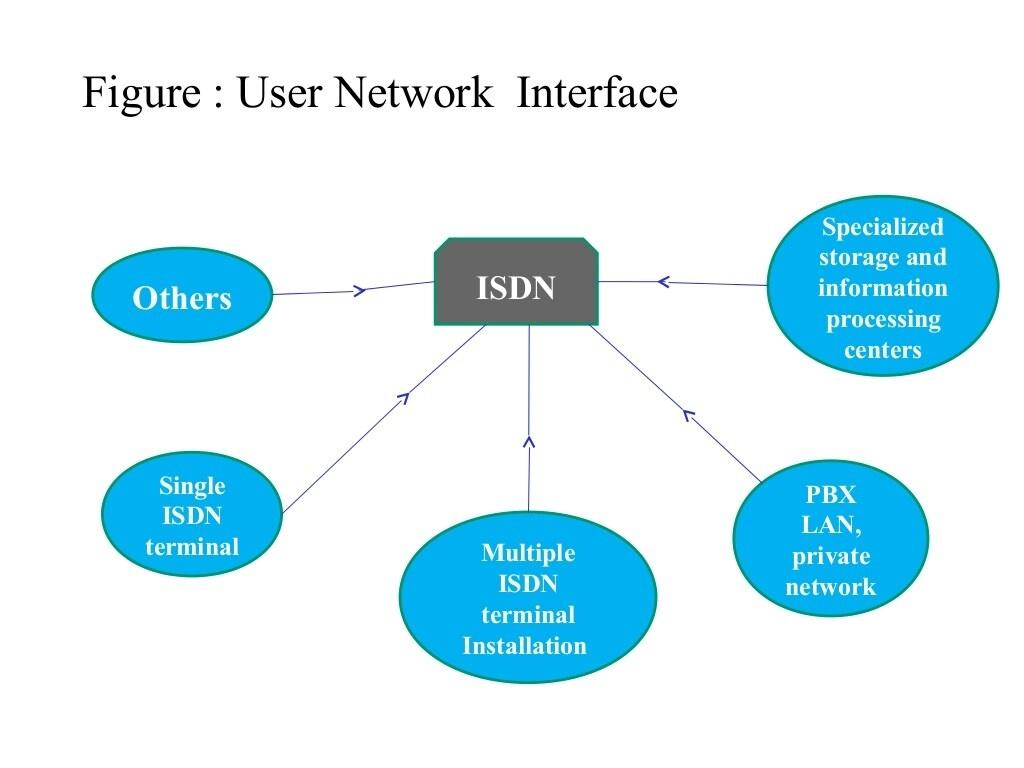 Figure : User Network  Interface
Others
ISDN
Specialized
storage and
information
processing
centers
Single
ISDN
terminal
Multiple
ISDN
terminal
Installation
PBX
LAN,
private
network